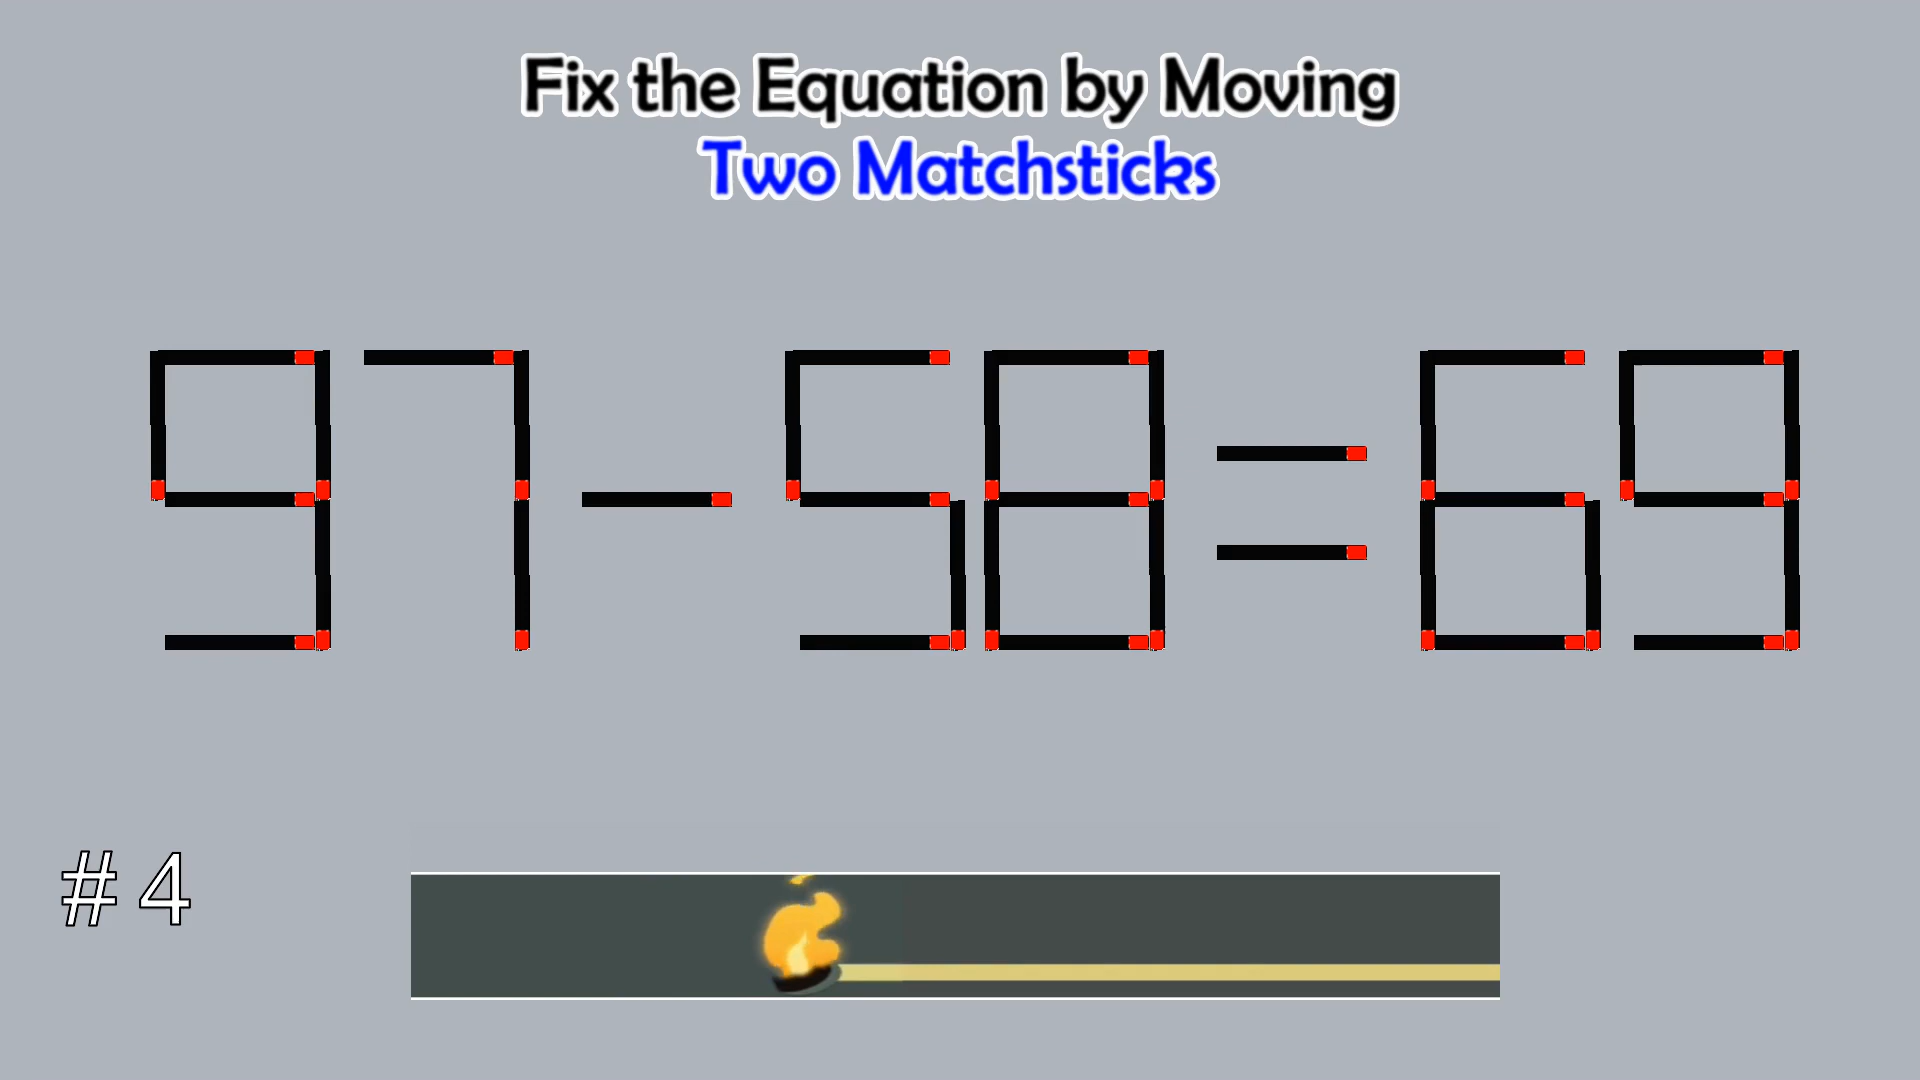 Fix the Equation by Moving
Two Matchsticks
97-58=69
#4